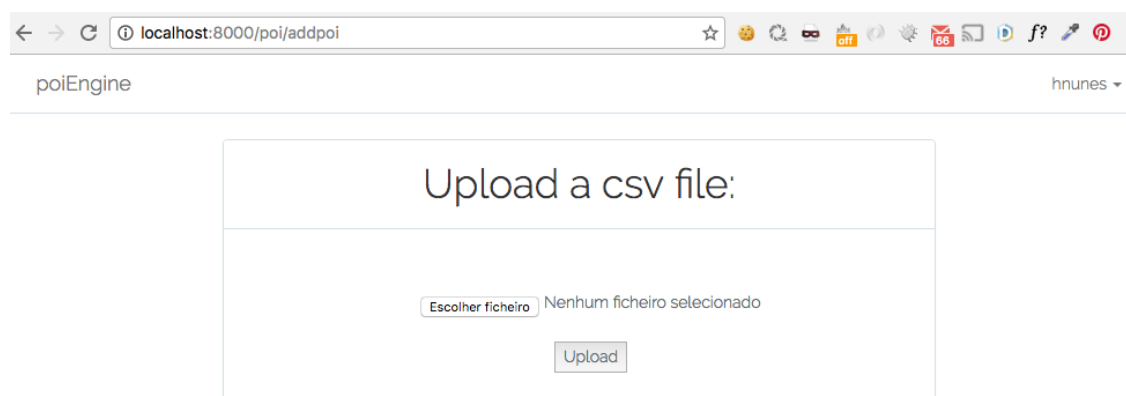 localhost:8000/poi/addpoi
off
66
f?
poiEngine
hnunes
Upload a csv file:
Escolher ficheiro Nenhum ficheiro selecionado
Upload